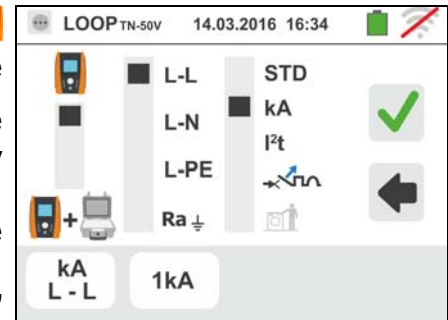 LOOP TN-50V 14.03.2016 16:34
L-L STD
L-N kA
I²t
L-PE
+ Ra
kA
L - L
1kA